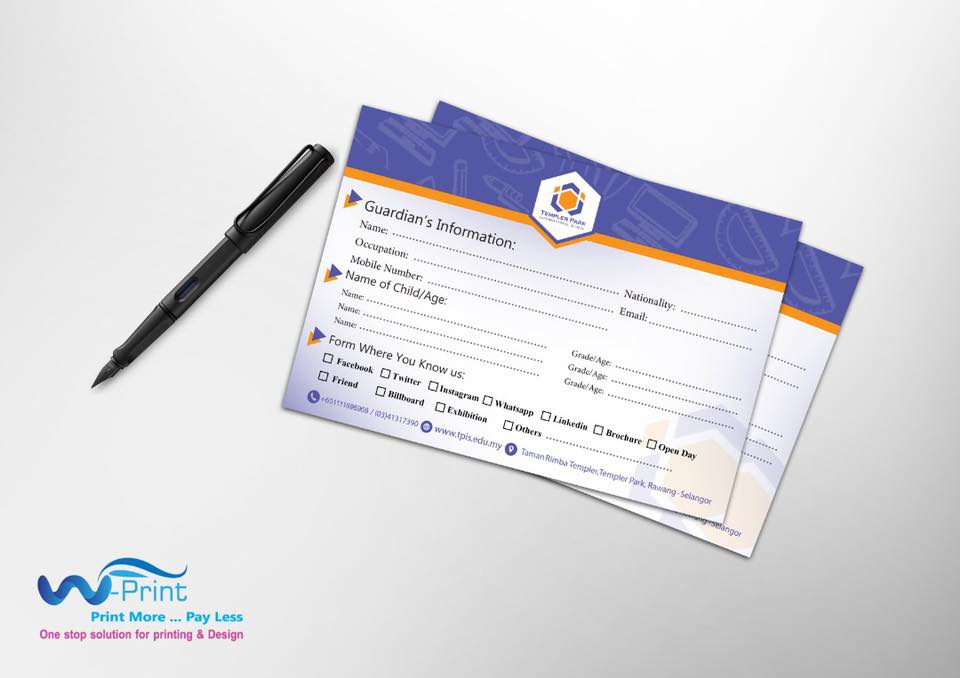 TEMPLER PARK
INTERNATIONAL SCHOOL
Guardian's Information:
Name:
Nationality:
Occupation:
Email:
Mobile Number:
Name of Child/Age:
Name: Grade/Age:
Name: Grade/Age:
Name: Grade/Age:
Form Where You Know us:
Facebook Twitter Instagram Whatsapp Linkedin Brochure Open Day
Friend Billboard Exhibition Others
(03)41317390 www.tpis.edu.my Taman Rimba Templer, Templer Park, Rawang - Selangor
Selangor
W-Print
Print More ... Pay Less
One stop solution for printing & Design